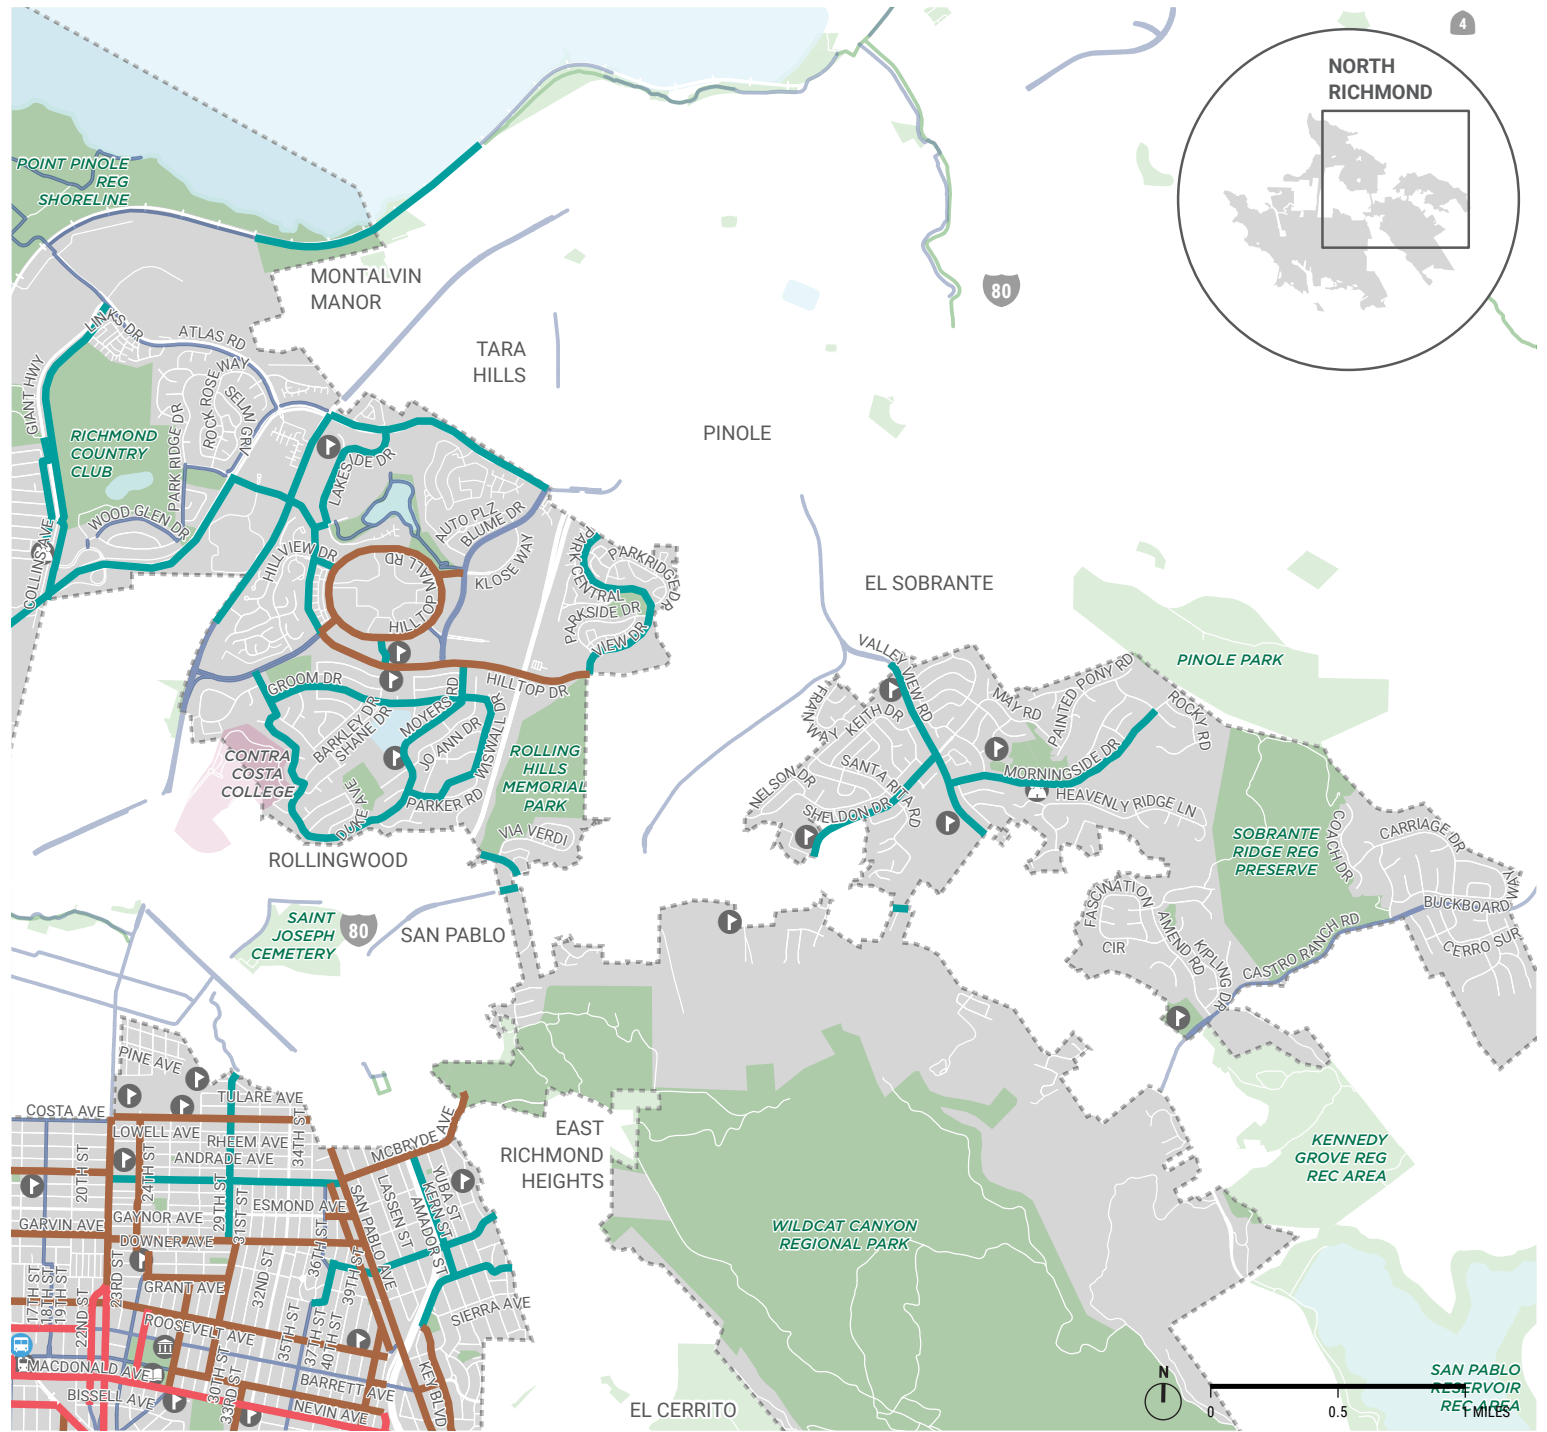 4
NORTH
RICHMOND
POINT PINOLE
REG
SHORELINE
MONTALVIN
MANOR
80
LINKS DR
ATLAS RD
TARA
HILLS
GIANT HWY
ROCK ROSE WAY
SELMI GRV
PARK RIDGE DR
RICHMOND
COUNTRY
CLUB
PINOLE
LAKESIDE DR
WOOD GLEN DR
AUTO PLZ
BLUME DR
COLLINS AVE
HILLVIEW DR
MALL RD
HILLTOP
KLOSE WAY
PARK CENTRAL
PARKRIDGE DR
PARKSIDE DR
VIEW DR
HILLTOP
EL SOBRANTE
VALLEY VIEW RD
PINOLE PARK
GROOM DR
HILLTOP DR
MOYERS RD
BARKLEY DR
SHANE DR
JO ANN DR
WISWALL DR
CONTRA
COSTA
COLLEGE
ROLLING
HILLS
MEMORIAL
PARK
PARKER RD
DUKE AVE
VIA VERDI
ROLLINGWOOD
FRAN WAY
KEITH DR
MAY RD
PAINTED PONY RD
ROCKY RD
MORNINGSIDE DR
NELSON DR
SANTA RITA RD
SHELDON DR
HEAVENLY RIDGE LN
SOBRANTE
RIDGE REG
PRESERVE
COACH DR
CARRIAGE DR
BUCKBOARD
WAY
CERRO SUR
FASCINATION
CIR
AMEND RD
KIPLING DR
CASTRO RANCH RD
SAINT
JOSEPH
CEMETERY
80
SAN PABLO
PINE AVE
TULARE AVE
COSTA AVE
LOWELL AVE
RHEEM AVE
ANDRADE AVE
34TH ST
MCBRYDE AVE
EAST
RICHMOND
HEIGHTS
KENNEDY
GROVE REG
REC AREA
20TH ST
24TH ST
29TH ST
31ST ST
ESMOND AVE
GARVIN AVE
GAYNOR AVE
DOWNER AVE
SAN PABLO AVE
LASSEN ST
YUBA ST
KERN ST
AMADOR ST
36TH ST
39TH ST
WILDCAT CANYON
REGIONAL PARK
17TH ST
18TH ST
19TH ST
22ND ST
23RD ST
GRANT AVE
32ND ST
ROOSEVELT AVE
35TH ST
37TH ST
40TH ST
SIERRA AVE
MACDONALD AVE
BISSELL AVE
30TH ST
33RD ST
BARRETT AVE
NEVIN AVE
KEY BLVD
EL CERRITO
N
0
0.5
1 MILES
SAN PABLO
RESERVOIR
REC AREA